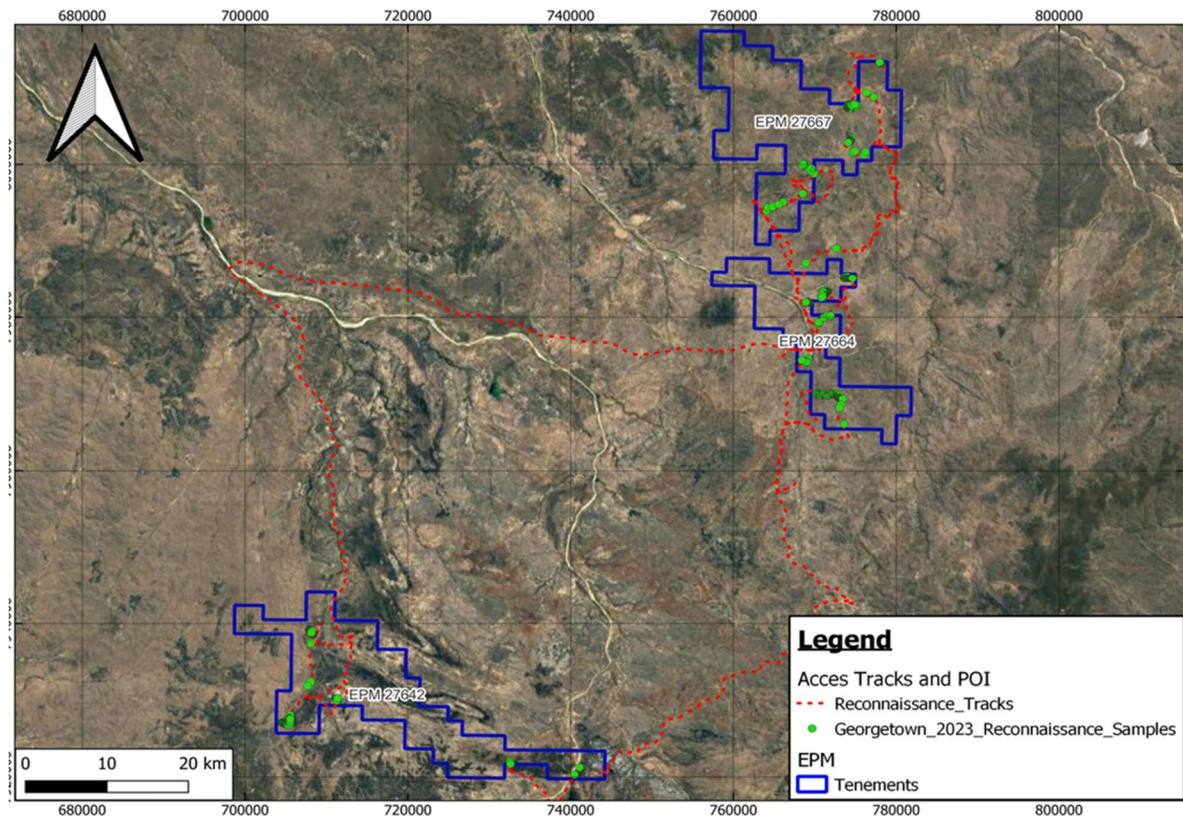 680000 700000 720000 740000 760000 780000 800000
EPM 27667
EPM 27664
EPM 27642
Legend
Acces Tracks and POI
Reconnaissance_Tracks
Georgetown_2023_Reconnaissance_Samples
EPM
Tenements
0 10 20 km
680000 700000 720000 740000 760000 780000 800000